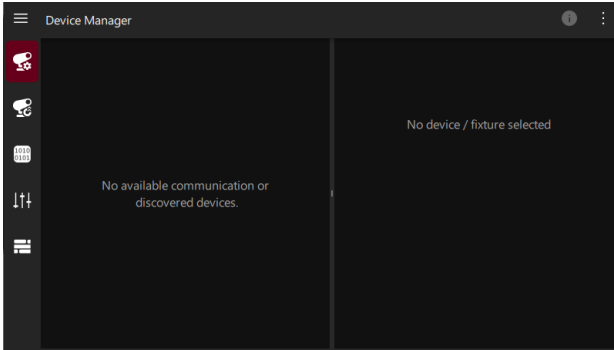 Device Manager
No device / fixture selected
1010
0101
No available communication or
discovered devices.